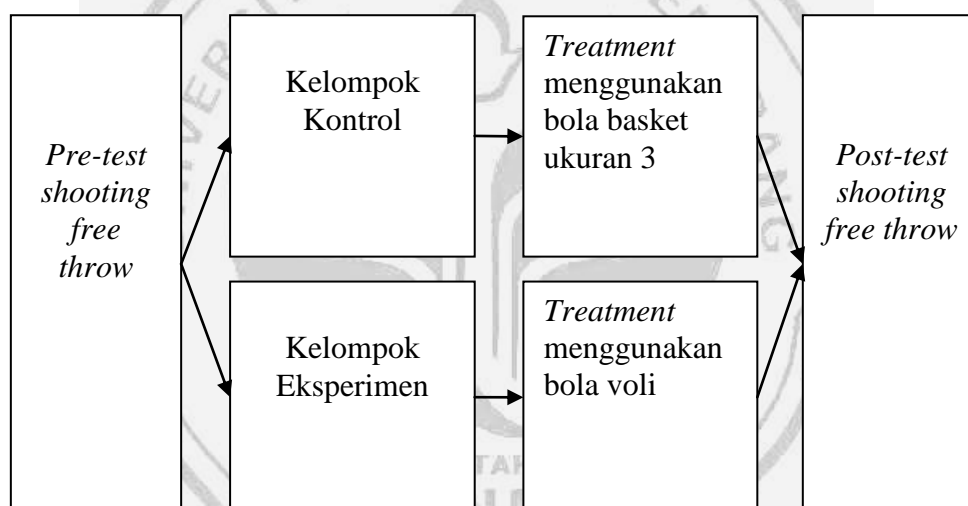 Pre-test
shooting
free
throw
Kelompok
Kontrol
Treatment
menggunakan
bola basket
ukuran 3
Kelompok
Eksperimen
Treatment
menggunakan
bola voli
Post-test
shooting
free throw